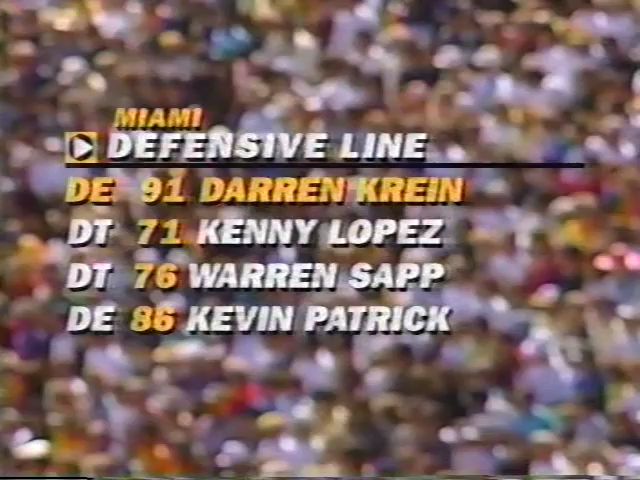 MIAMI
DEFENSIVE LINE
DE 91 DARREN KREIN
DT 71 KENNY LOPEZ
DT 76 WARREN SAPP
DE 86 KEVIN PATRICK